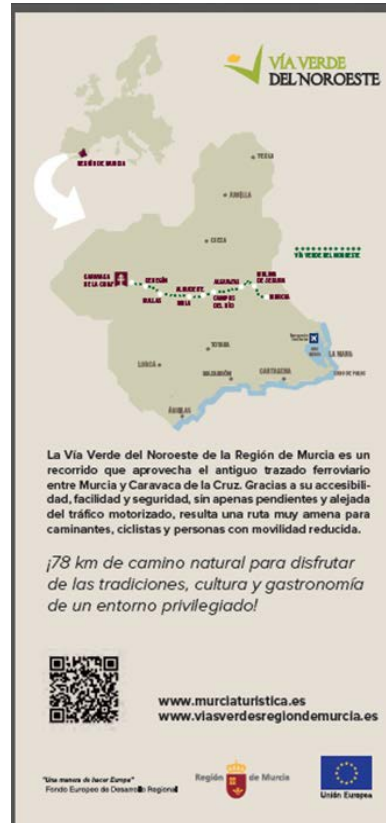 VÍA VERDE
DEL NOROESTE
REGIÓN DE MURCIA
YECLA
JUMILLA
CIEZA
VÍA VERDE DEL NOROESTE
CARAVACA
DE LA CRUZ
CEHEGÍN
BULLAS
MULA
ALBUDEITE
CAMPOS
DEL RÍO
ALGUAZAS
MOLINA
DE SEGURA
MURCIA
TOTANA
LORCA
MAZARRÓN
CARTAGENA
LA MANGA
CABO DE PALOS
ÁGUILAS
La Vía Verde del Noroeste de la Región de Murcia es un
recorrido que aprovecha el antiguo trazado ferroviario
entre Murcia y Caravaca de la Cruz. Gracias a su accesibili-
dad, facilidad y seguridad, sin apenas pendientes y alejada
del tráfico motorizado, resulta una ruta muy amena para
caminantes, ciclistas y personas con movilidad reducida.
¡78 km de camino natural para disfrutar
de las tradiciones, cultura y gastronomía
de un entorno privilegiado!
www.murciaturistica.es
www.viasverdesregiondemurcia.es
"Una manera de hacer Europa"
Fondo Europeo de Desarrollo Regional
Región de Murcia
Unión Europea